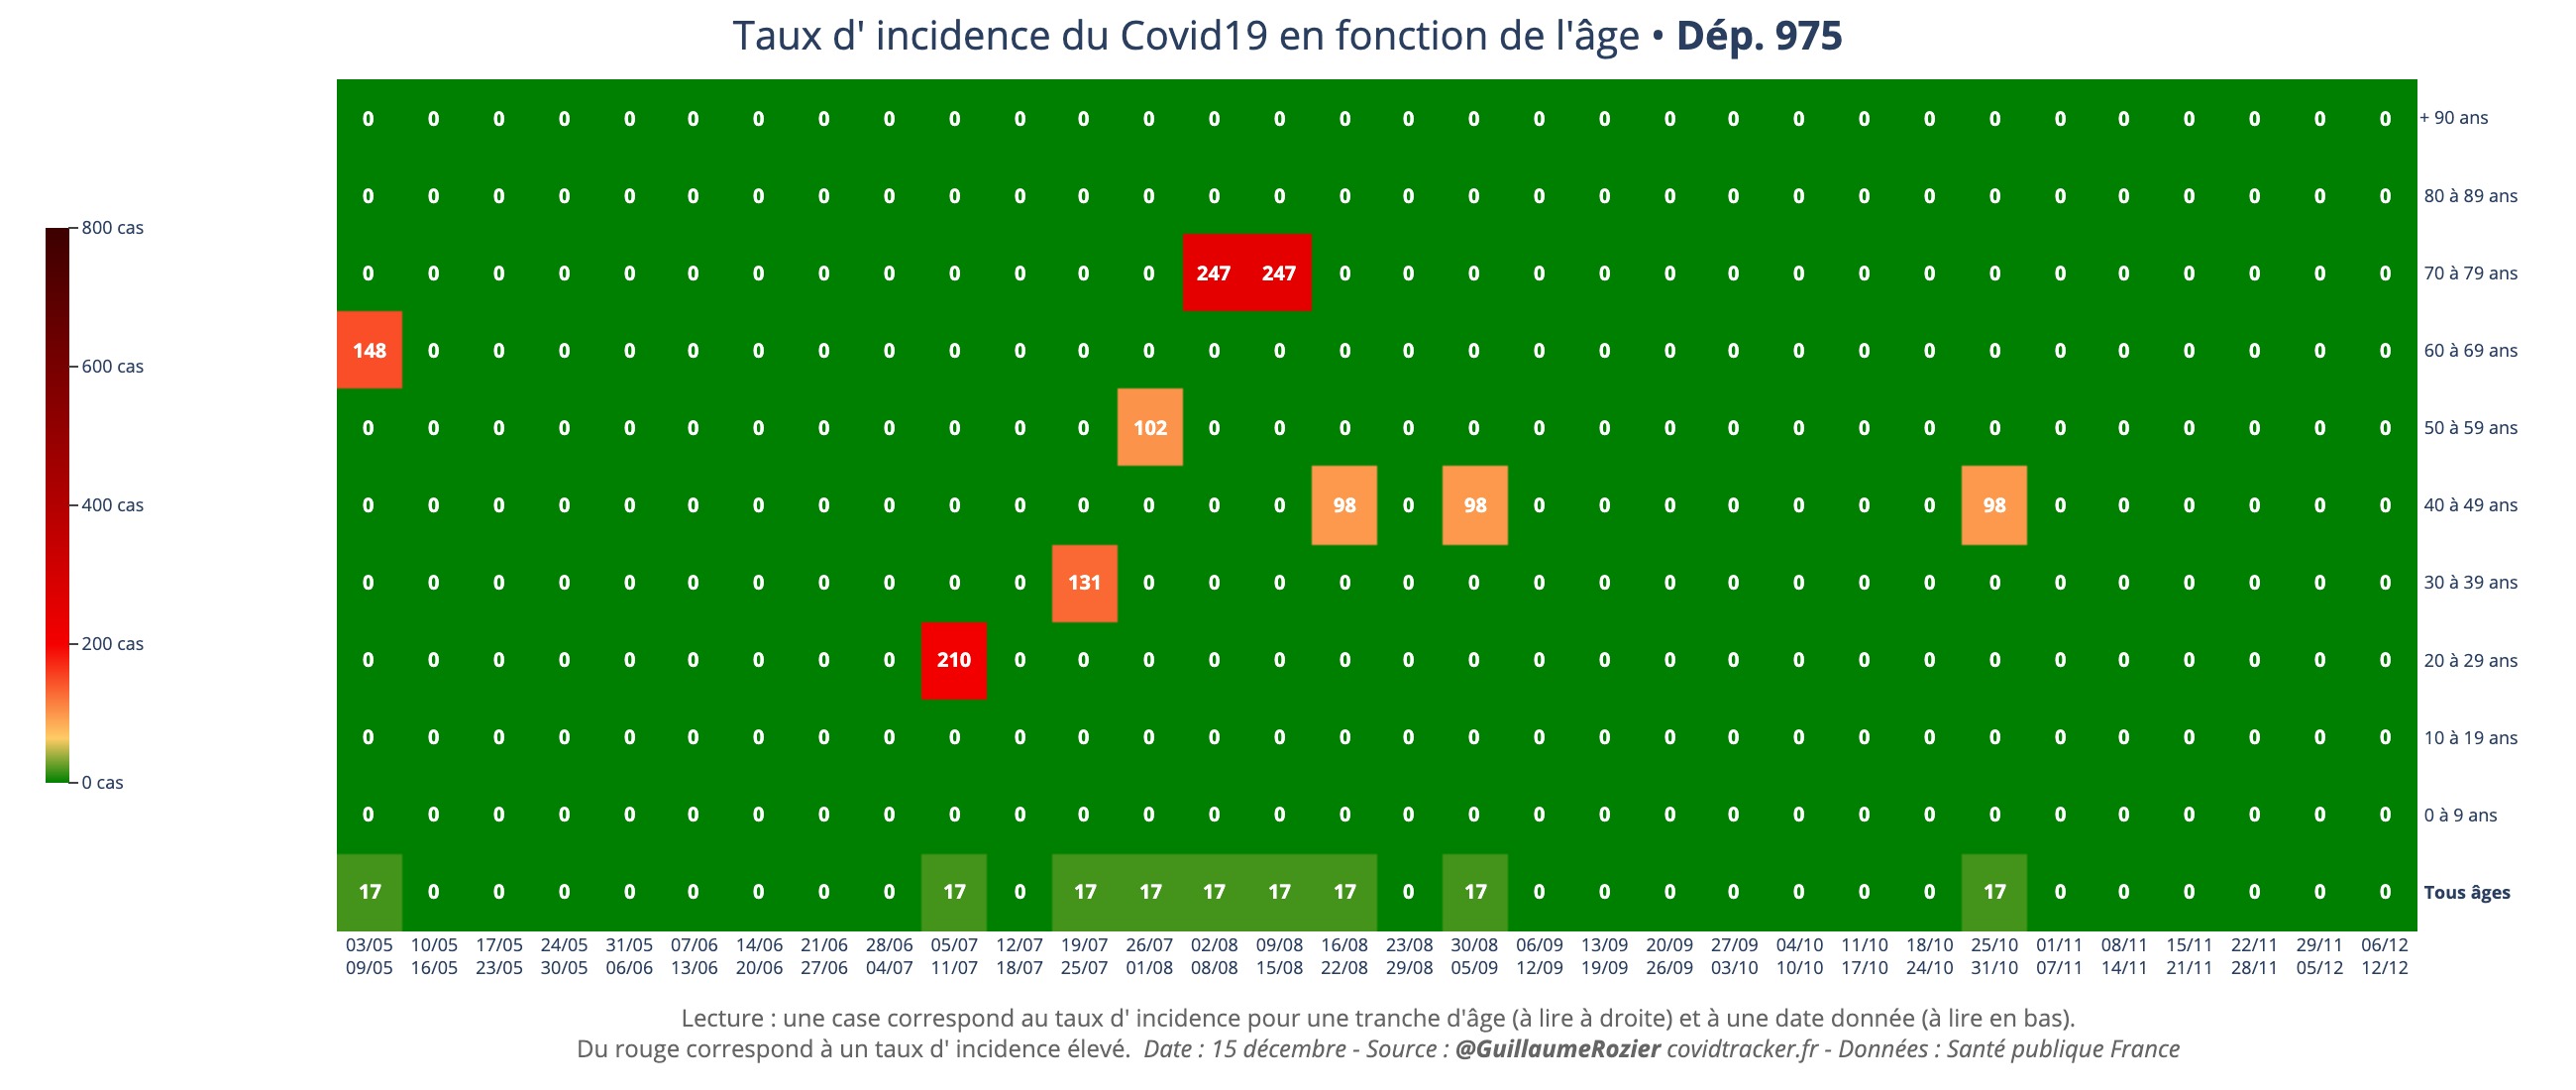 Taux d' incidence du Covid19 en fonction de l'âge • Dép. 975
0 0 0 0 0 0 0 0 0 0 0 0 0 0 0 0 0 0 0 0 0 0 0 0 0 0 0 0 0 0 0 0 + 90 ans
0 0 0 0 0 0 0 0 0 0 0 0 0 0 0 0 0 0 0 0 0 0 0 0 0 0 0 0 0 0 0 0 80 à 89 ans
800 cas
0 0 0 0 0 0 0 0 0 0 0 0 0 247 247 0 0 0 0 0 0 0 0 0 0 0 0 0 0 0 0 0 70 à 79 ans
148 0 0 0 0 0 0 0 0 0 0 0 0 0 0 0 0 0 0 0 0 0 0 0 0 0 0 0 0 0 0 0 60 à 69 ans
600 cas
0 0 0 0 0 0 0 0 0 0 0 0 102 0 0 0 0 0 0 0 0 0 0 0 0 0 0 0 0 0 0 0 50 à 59 ans
400 cas
0 0 0 0 0 0 0 0 0 0 0 0 0 0 0 98 0 98 0 0 0 0 0 0 0 98 0 0 0 0 0 0 40 à 49 ans
0 0 0 0 0 0 0 0 0 0 0 131 0 0 0 0 0 0 0 0 0 0 0 0 0 0 0 0 0 0 0 0 30 à 39 ans
200 cas
0 0 0 0 0 0 0 0 0 210 0 0 0 0 0 0 0 0 0 0 0 0 0 0 0 0 0 0 0 0 0 0 20 à 29 ans
0 0 0 0 0 0 0 0 0 0 0 0 0 0 0 0 0 0 0 0 0 0 0 0 0 0 0 0 0 0 0 0 10 à 19 ans
0 cas
0 0 0 0 0 0 0 0 0 0 0 0 0 0 0 0 0 0 0 0 0 0 0 0 0 0 0 0 0 0 0 0 0 à 9 ans
17 0 0 0 0 0 0 0 0 17 0 17 17 17 17 17 0 17 0 0 0 0 0 0 0 17 0 0 0 0 0 0 Tous âges
03/05 10/05 17/05 24/05 31/05 07/06 14/06 21/06 28/06 05/07 12/07 19/07 26/07 02/08 09/08 16/08 23/08 30/08 06/09 13/09 20/09 27/09 04/10 11/10 18/10 25/10 01/11 08/11 15/11 22/11 29/11 06/12
09/05 16/05 23/05 30/05 06/06 13/06 20/06 27/06 04/07 11/07 18/07 25/07 01/08 08/08 15/08 22/08 29/08 05/09 12/09 19/09 26/09 03/10 10/10 17/10 24/10 31/10 07/11 14/11 21/11 28/11 05/12 12/12
Lecture : une case correspond au taux d' incidence pour une tranche d'âge (à lire à droite) et à une date donnée (à lire en bas).
Du rouge correspond à un taux d' incidence élevé. Date : 15 décembre - Source : @GuillaumeRozier covidtracker.fr - Données : Santé publique France